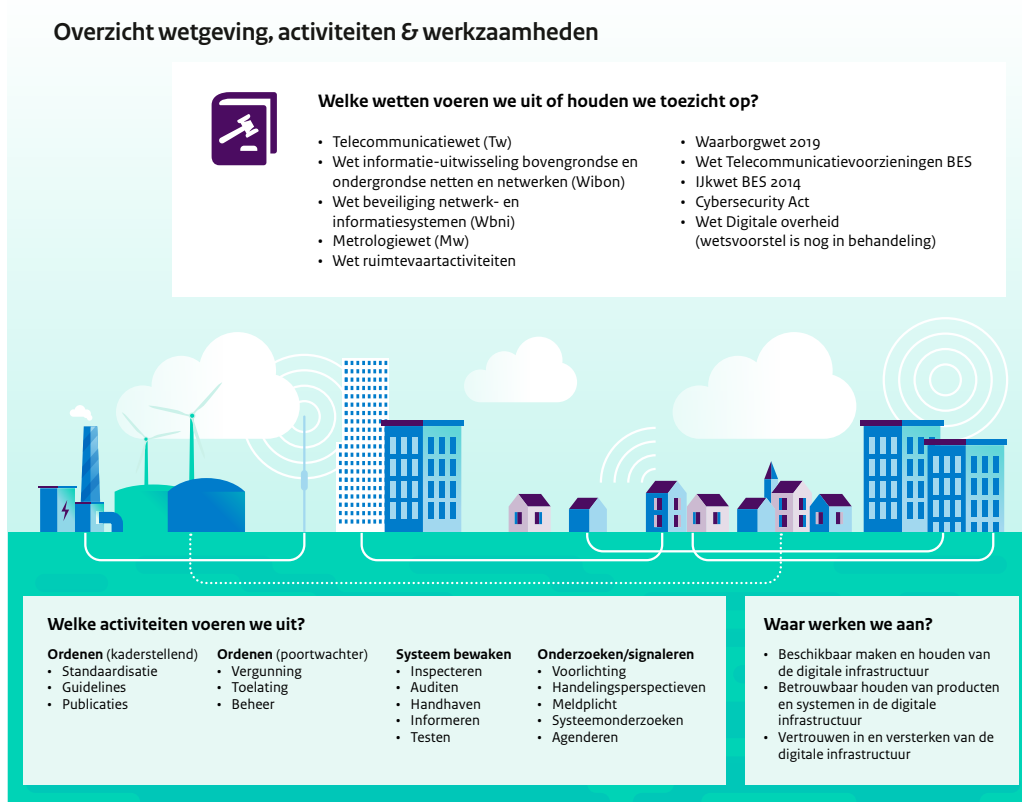 Overzicht wetgeving, activiteiten & werkzaamheden
Welke wetten voeren we uit of houden we toezicht op?
• Telecommunicatiewet (Tw)
• Wet informatie-uitwisseling bovengrondse en
ondergrondse netten en netwerken (Wibon)
• Wet beveiliging netwerk- en
informatiesystemen (Wbni)
• Metrologiewet (Mw)
• Wet ruimtevaartactiviteiten
• Waarborgwet 2019
• Wet Telecommunicatievoorzieningen BES
• IJkwet BES 2014
• Cybersecurity Act
• Wet Digitale overheid
(wetsvoorstel is nog in behandeling)
Welke activiteiten voeren we uit?
Ordenen (kaderstellend)
• Standaardisatie
• Guidelines
• Publicaties
Ordenen (poortwachter)
• Vergunning
• Toelating
• Beheer
Systeem bewaken
• Inspecteren
• Auditen
• Handhaven
• Informeren
• Testen
Onderzoeken/signaleren
• Voorlichting
• Handelingsperspectieven
• Meldplicht
• Systeemonderzoeken
• Agenderen
Waar werken we aan?
• Beschikbaar maken en houden van
de digitale infrastructuur
• Betrouwbaar houden van producten
en systemen in de digitale
infrastructuur
• Vertrouwen in en versterken van de
digitale infrastructuur